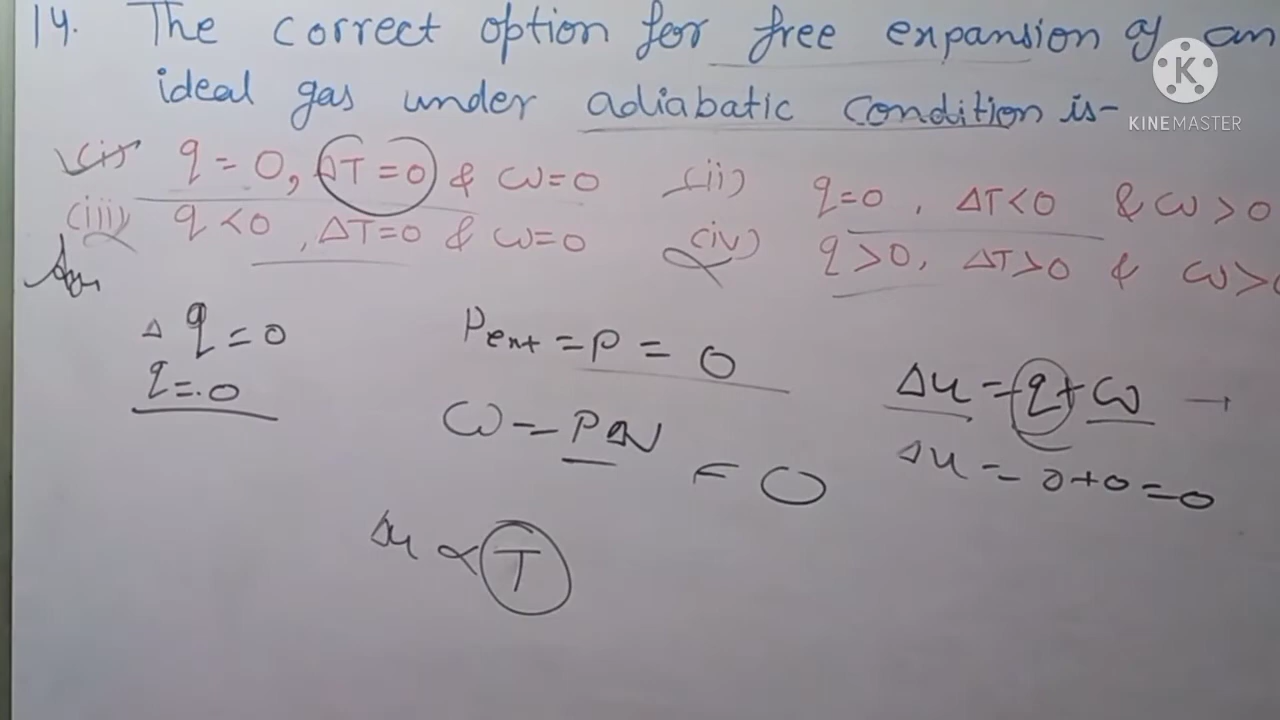 14. The correct option for free expansion of an
ideal gas under adiabatic condition is-
KINEMASTER
(i) q = 0, ΔT = 0 & ω = 0 (ii) q = 0, ΔT < 0 & ω > 0
(iii) q < 0, ΔT = 0 & ω = 0 (iv) q > 0, ΔT > 0 & ω > 0
Ans
Δq = 0
q = 0
Pext = P = 0
ω = PΔV = 0
Δu = q + ω →
Δu = 0 + 0 = 0
Δu ∝ T